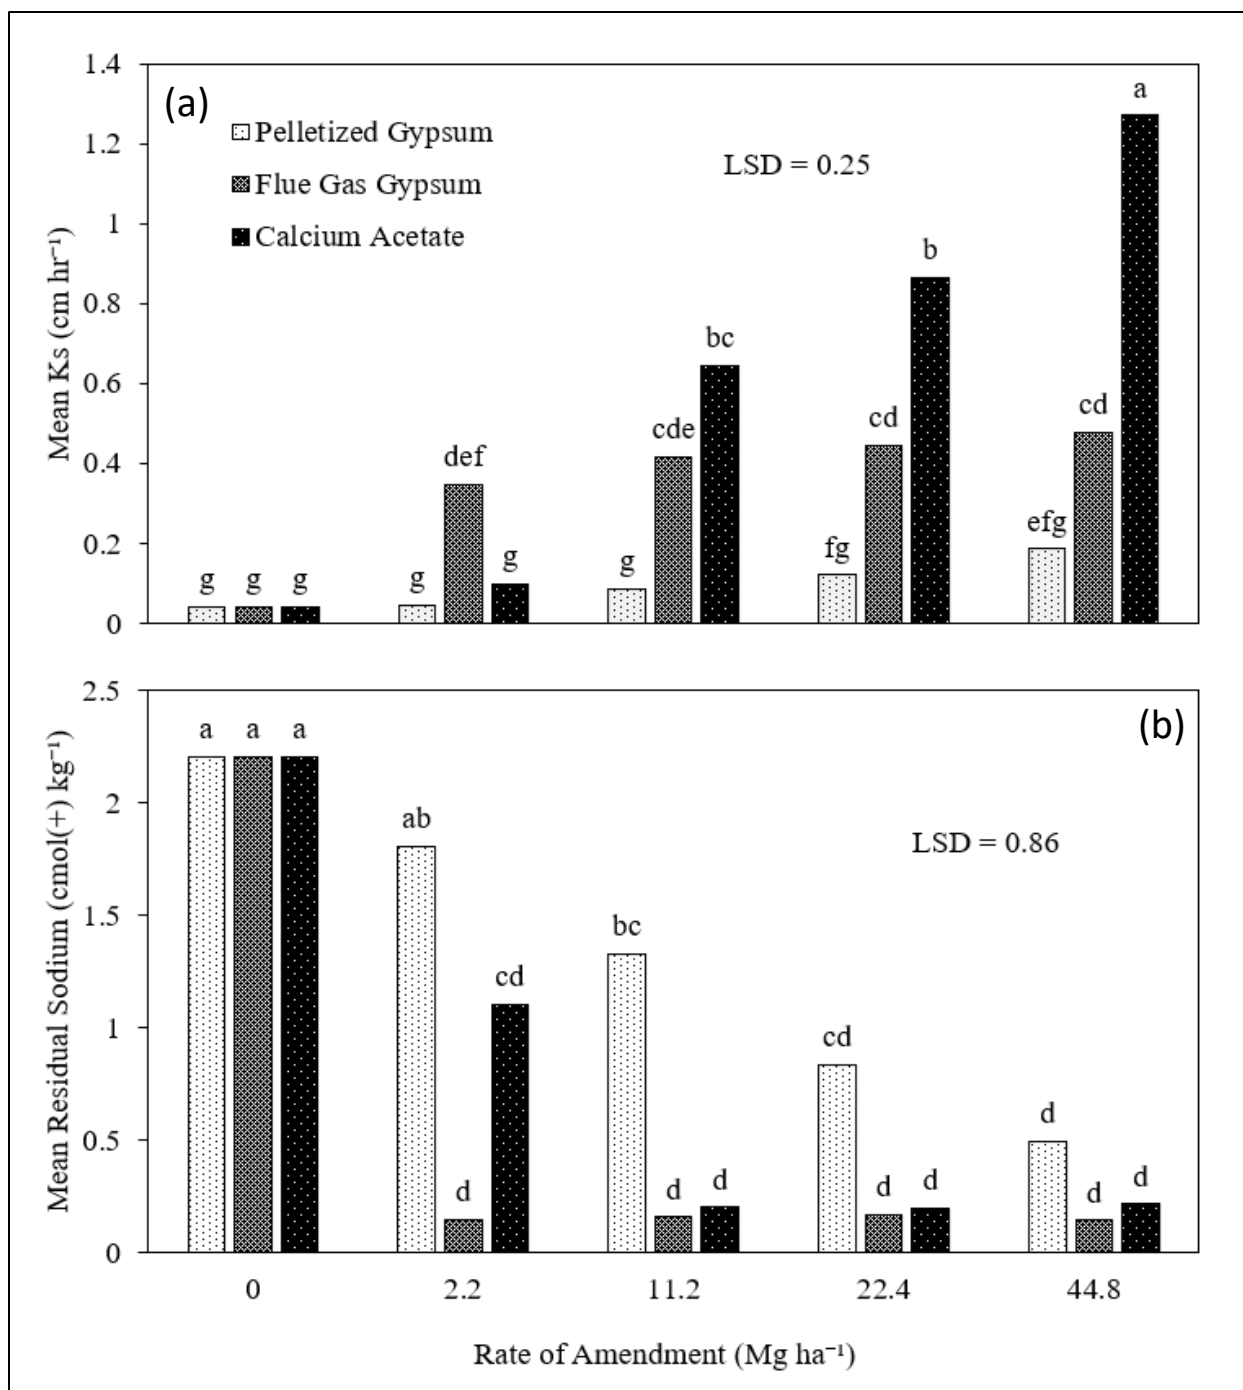 (a)
Pelletized Gypsum
Flue Gas Gypsum
Calcium Acetate
LSD = 0.25
Mean Ks (cm hr⁻¹)
1.4
1.2
1
0.8
0.6
0.4
0.2
0
g g g
g def g
g cde bc
fg cd b
efg cd a
(b)
LSD = 0.86
Mean Residual Sodium (cmol(+) kg⁻¹)
2.5
2
1.5
1
0.5
0
a a a
ab d cd
bc d d
cd d d
d d d
0 2.2 11.2 22.4 44.8
Rate of Amendment (Mg ha⁻¹)